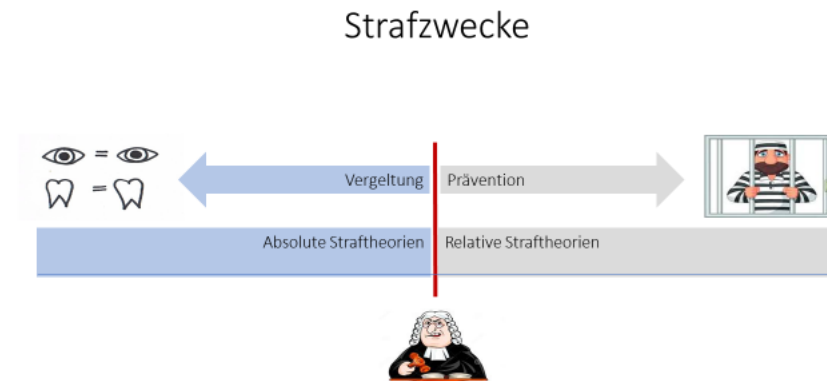 Strafzwecke
Vergeltung
Prävention
Absolute Straftheorien
Relative Straftheorien